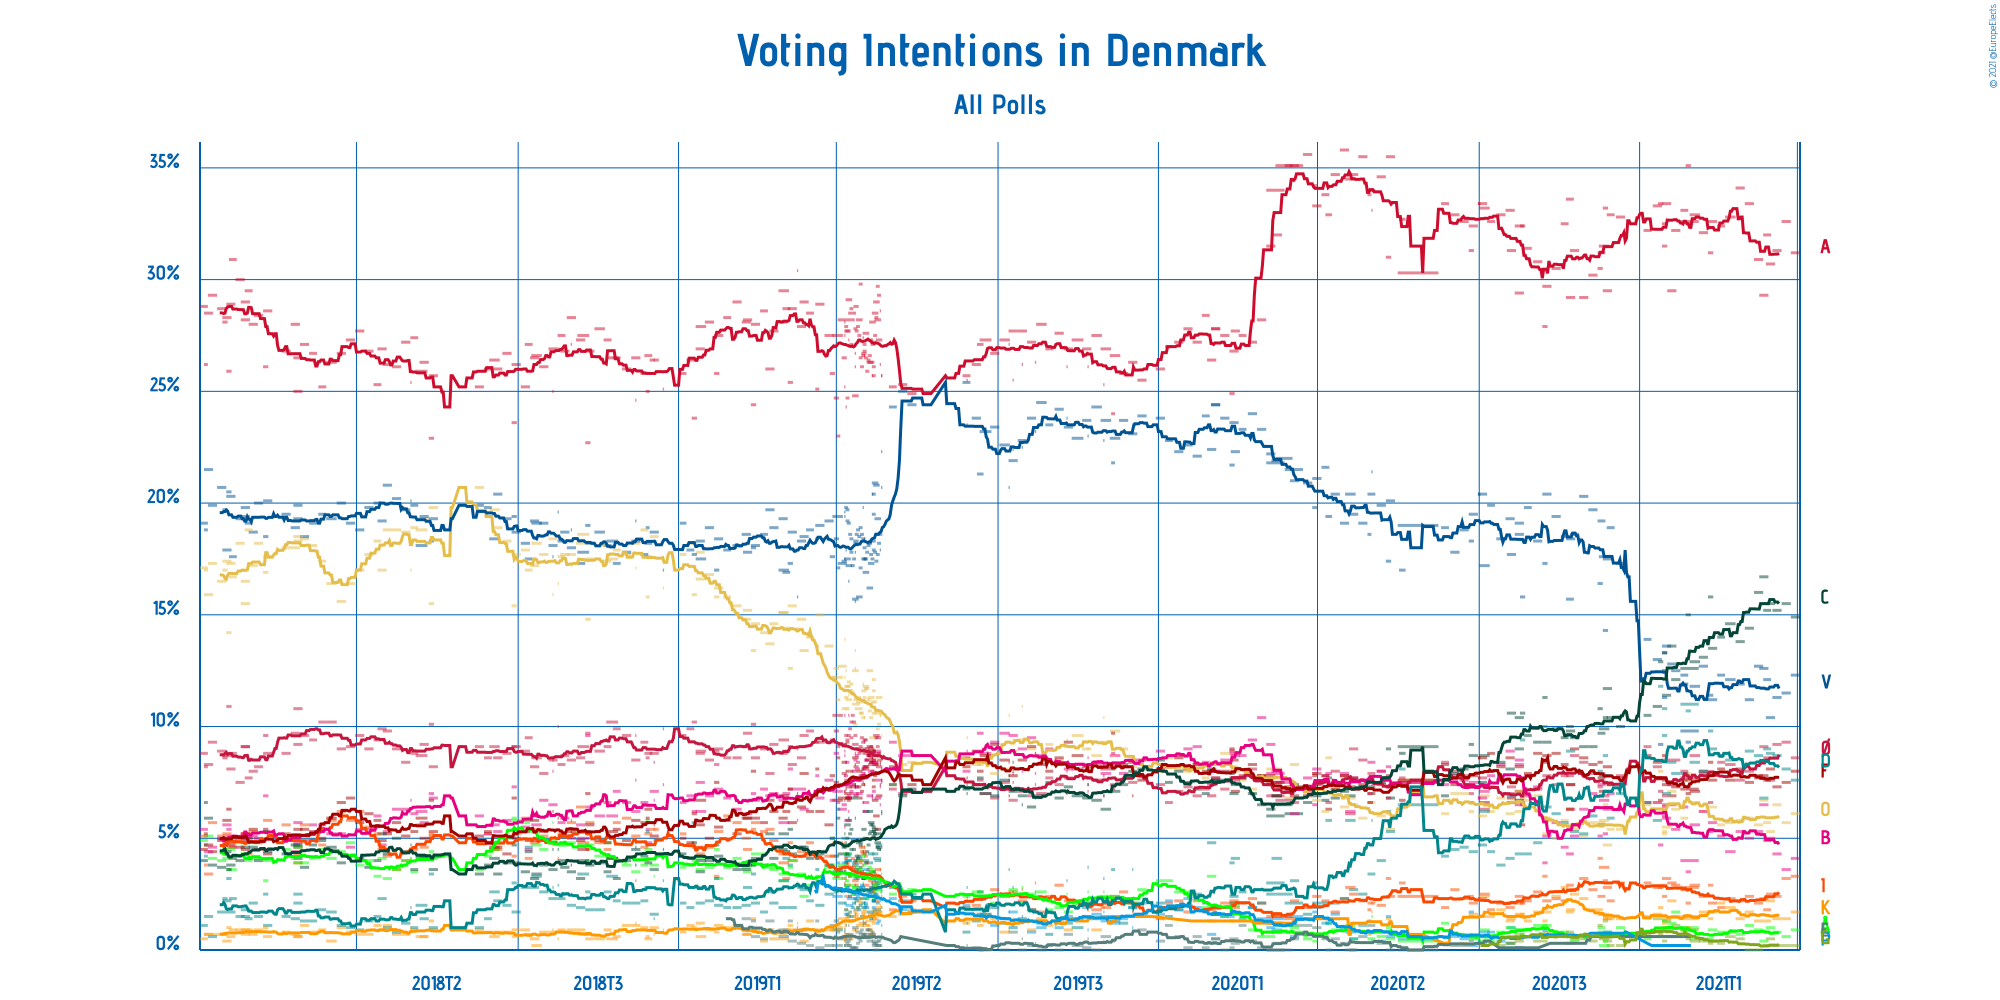 © 2021 @EuropeElects
Voting Intentions in Denmark
All Polls
35%
30%
25%
20%
15%
10%
5%
0%
A
C
V
Ø
F
O
B
I
K
2018T2 2018T3 2019T1 2019T2 2019T3 2020T1 2020T2 2020T3 2021T1